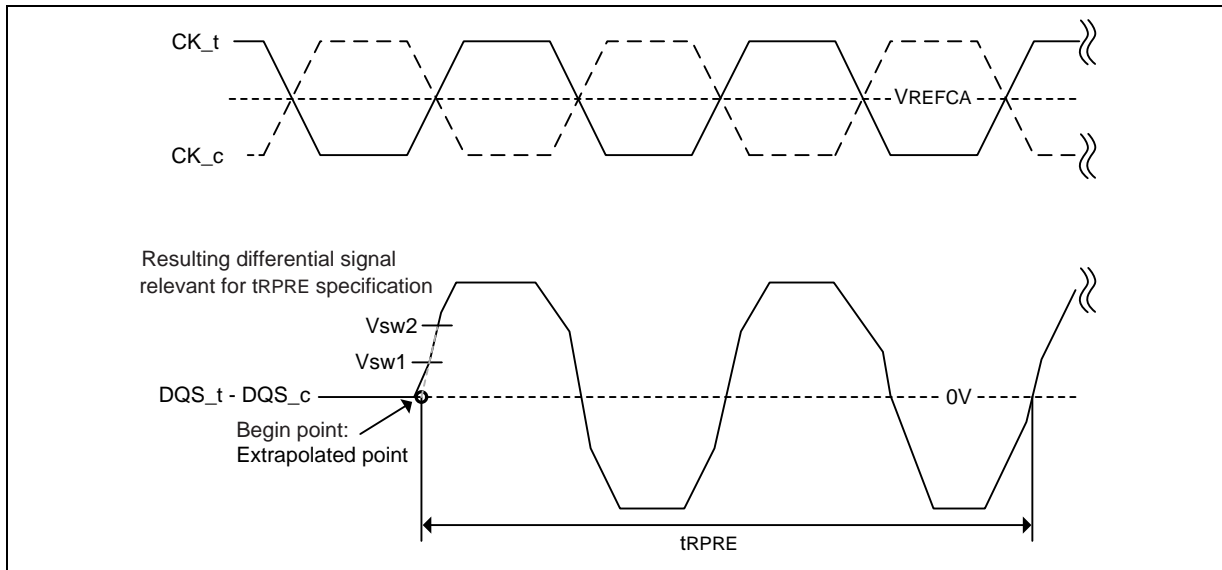 CK_t
VREFCA
CK_c
Resulting differential signal
relevant for tRPRE specification
Vsw2
Vsw1
DQS_t - DQS_c
0V
Begin point:
Extrapolated point
tRPRE